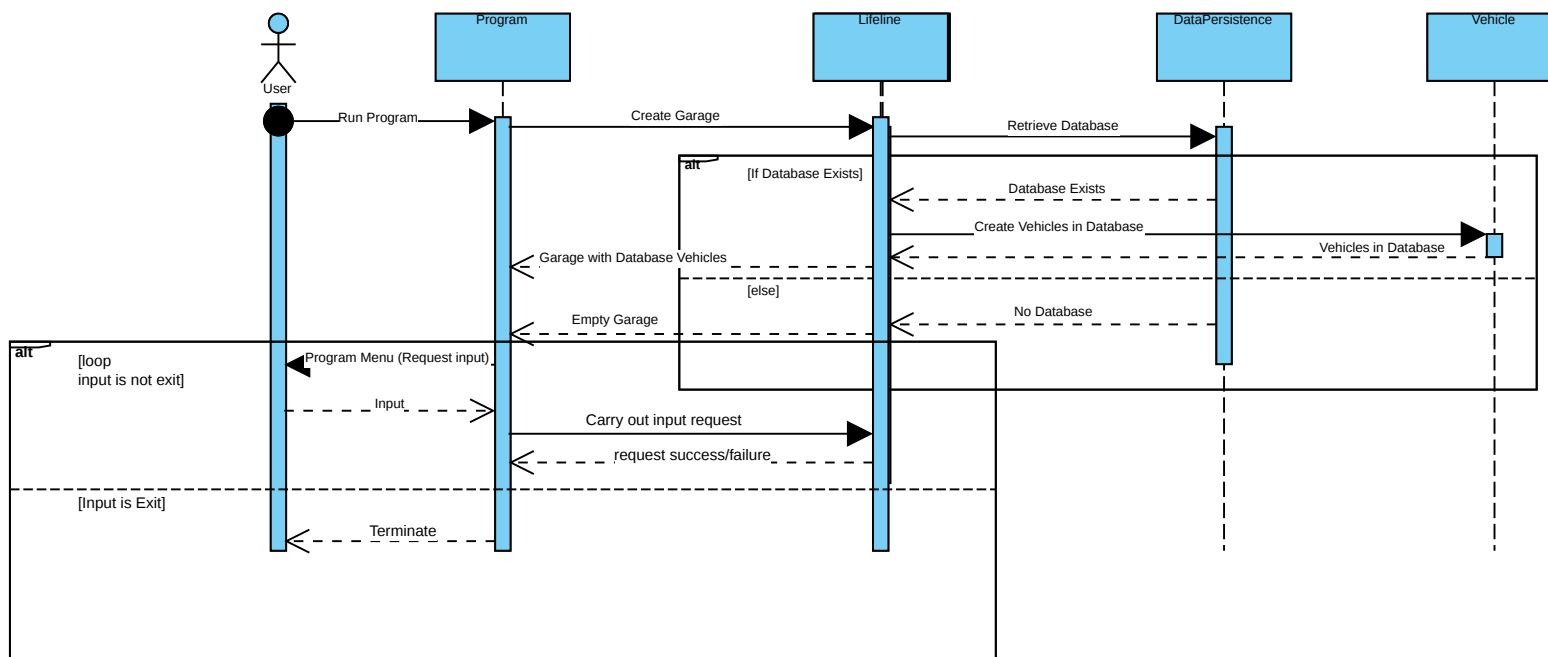 Program
Lifeline
DataPersistence
Vehicle
User
Run Program
Create Garage
Retrieve Database
alt
[If Database Exists]
Database Exists
Create Vehicles in Database
Vehicles in Database
Garage with Database Vehicles
[else]
No Database
Empty Garage
alt
[loop
input is not exit]
Program Menu (Request input)
Input
Carry out input request
request success/failure
[Input is Exit]
Terminate